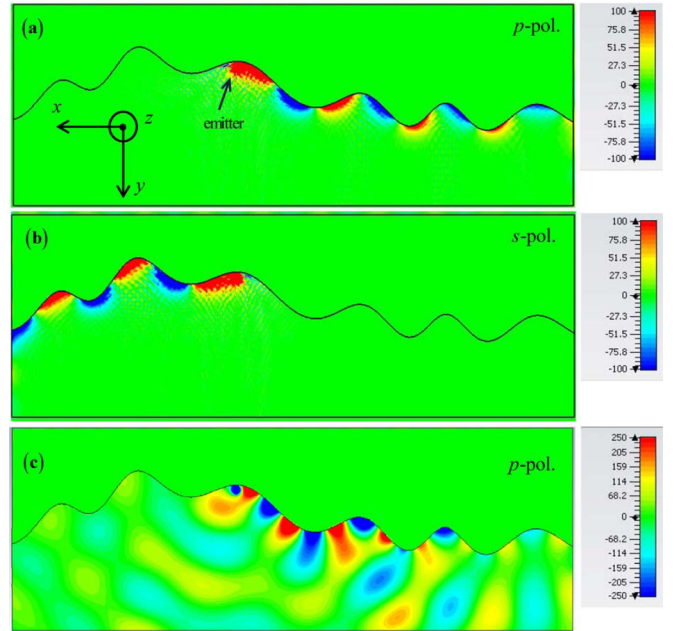 (a)
p-pol.
x
z
emitter
y
100
75.8
51.5
27.3
0
-27.3
-51.5
-75.8
-100
(b)
s-pol.
100
75.8
51.5
27.3
0
-27.3
-51.5
-75.8
-100
(c)
p-pol.
250
205
159
114
68.2
0
-68.2
-114
-159
-205
-250